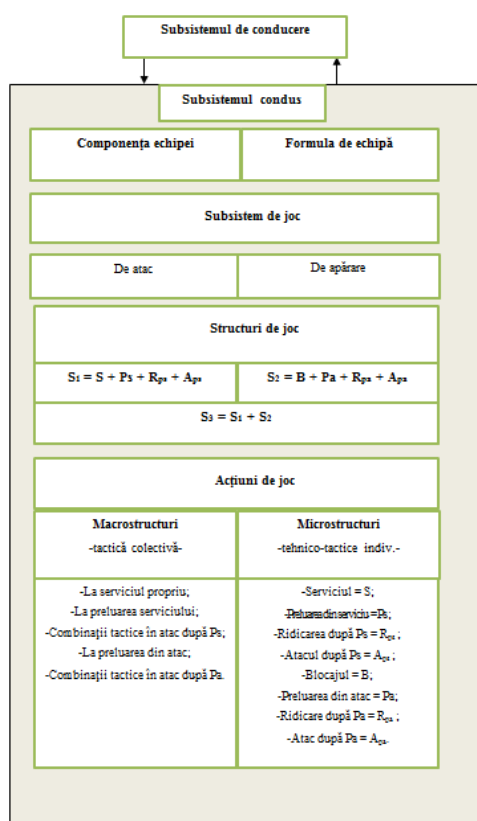 Subsistemul de conducere
Subsistemul condus
Componența echipei
Formula de echipă
Subsistem de joc
De atac
De apărare
Structuri de joc
S₁ = S + Ps + Rₚₛ + Aₚₛ
S₂ = B + Pa + Rₚₐ + Aₚₐ
S₃ = S₁ + S₂
Acțiuni de joc
Macrostructuri
-tactică colectivă-
Microstructuri
-tehnico-tactice indiv.-
-La serviciul propriu;
-La preluarea serviciului;
-Combinații tactice în atac după Ps;
-La preluarea din atac;
-Combinații tactice în atac după Pa.
-Serviciul = S;
-Preluarea din serviciu = Ps;
-Ridicarea după Ps = Rₚₛ ;
-Atacul după Ps = Aₚₛ ;
-Blocajul = B;
-Preluarea din atac = Pa;
-Ridicare după Pa = Rₚₐ ;
-Atac după Pa = Aₚₐ.